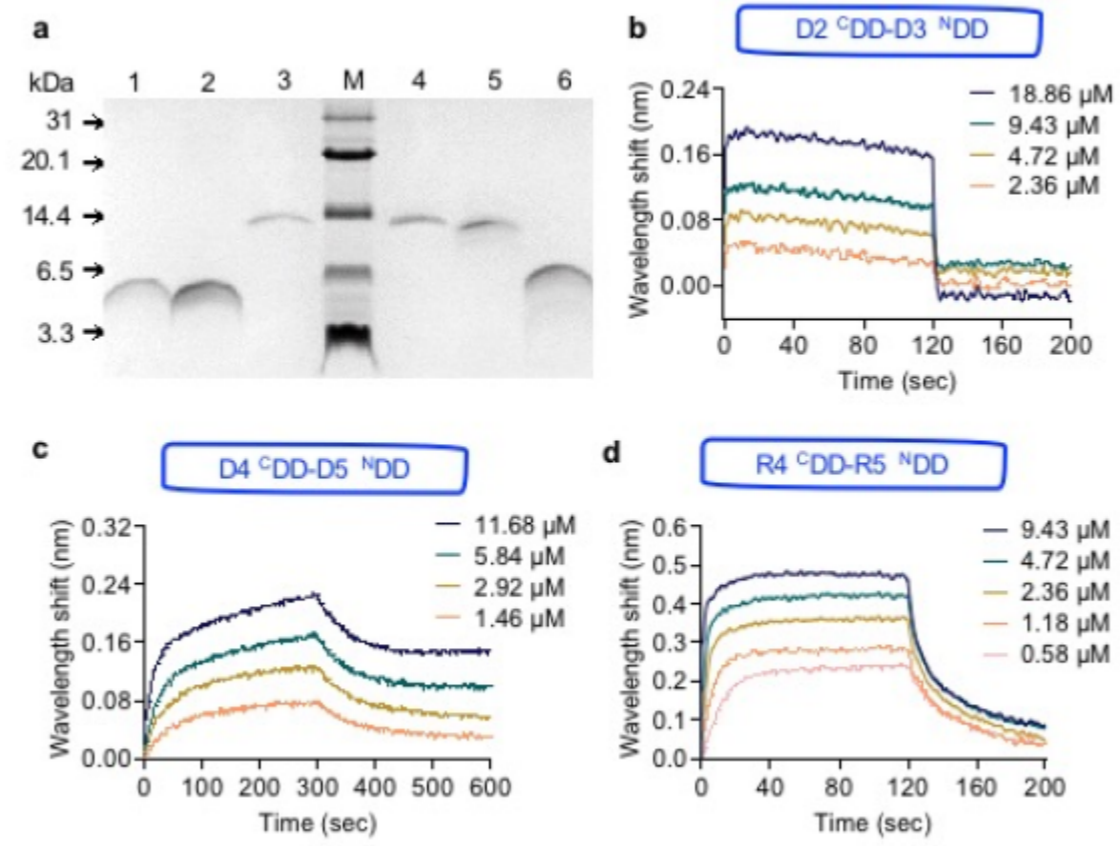 a
kDa 1 2 3 M 4 5 6
31
20.1
14.4
6.5
3.3
b
D2 ᶜDD-D3 ᴺDD
Wavelength shift (nm)
0.24
0.16
0.08
0.00
18.86 µM
9.43 µM
4.72 µM
2.36 µM
0 40 80 120 160 200
Time (sec)
c
D4 ᶜDD-D5 ᴺDD
Wavelength shift (nm)
0.32
0.24
0.16
0.08
0.00
11.68 µM
5.84 µM
2.92 µM
1.46 µM
0 100 200 300 400 500 600
Time (sec)
d
R4 ᶜDD-R5 ᴺDD
Wavelength shift (nm)
0.6
0.5
0.4
0.3
0.2
0.1
0.0
9.43 µM
4.72 µM
2.36 µM
1.18 µM
0.58 µM
0 40 80 120 160 200
Time (sec)